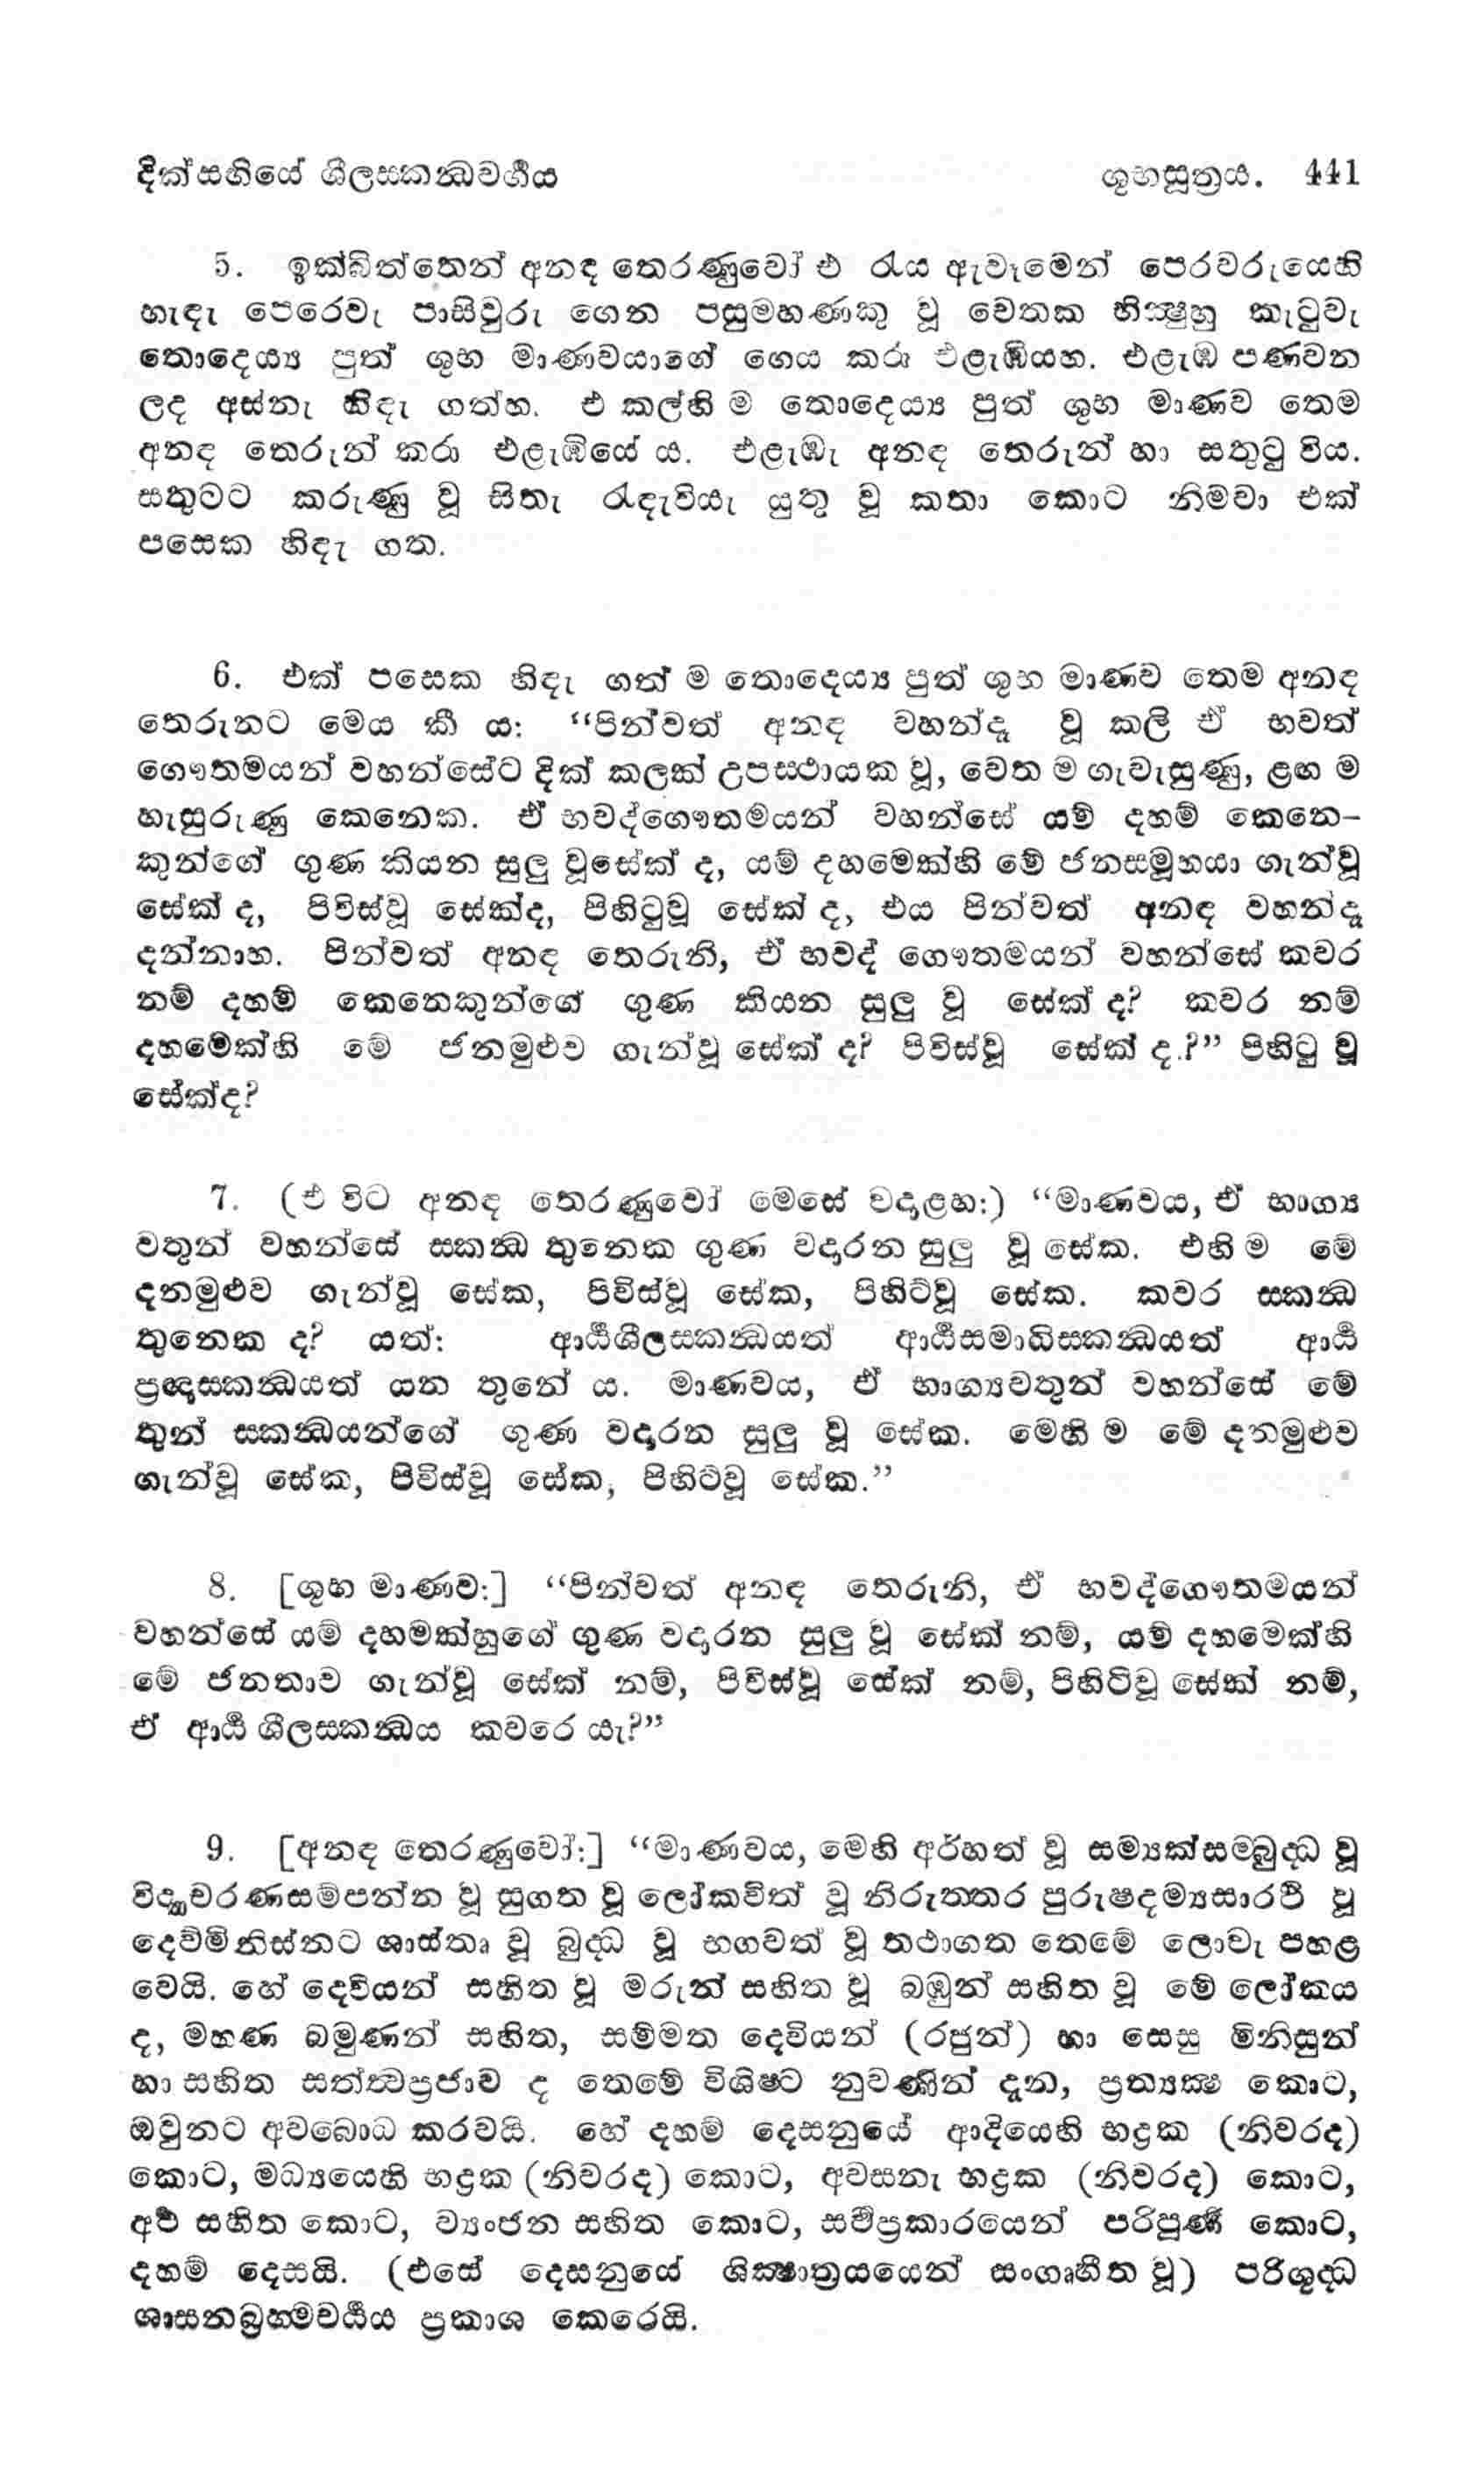 දික්සඟියේ ශීලස්කන්ධවර්ගය ශුභසූත්‍රය. 441
5. ඉක්බිත්තෙන් අනඳ තෙරණුවෝ එ රැය ඇවෑමෙන් පෙරවරුයෙහි
හැඳැ පෙරෙවැ පාසිවුරු ගෙන පසුමහණකු වූ චේතක භික්‍ෂුහු කැටුවැ
තොදෙය්‍ය පුත් ශුභ මාණවයාගේ ගෙය කරා එළැඹියහ. එළැඹ පණවන
ලද අස්නැ හිඳැ ගත්හ. එ කල්හි ම තොදෙය්‍ය පුත් ශුභ මාණව තෙම
අනඳ තෙරුන් කරා එළැඹියේ ය. එළැඹැ අනඳ තෙරුන් හා සතුටු විය.
සතුටට කරුණු වූ සිතැ රැඳැවියැ යුතු වූ කතා කොට නිමවා එක්
පසෙක හිඳැ ගත.
6. එක් පසෙක හිඳැ ගත් ම තොදෙය්‍ය පුත් ශුභ මාණව තෙම අනඳ
තෙරුනට මෙය කී ය: “පින්වත් අනඳ වහන්දෑ වූ කලි ඒ භවත්
ගෞතමයන් වහන්සේට දික් කලක් උපස්ථායක වූ, වෙත ම ගැවැසුණු, ළඟ ම
හැසුරුණු කෙනෙක. ඒ භවද්ගෞතමයන් වහන්සේ යම් දහම් කෙනෙ-
කුන්ගේ ගුණ කියන සුලු වූසේක් ද, යම් දහමෙක්හි මේ ජනසමූහයා ගැන්වූ
සේක් ද, පිවිස්වූ සේක්ද, පිහිටුවූ සේක් ද, එය පින්වත් අනඳ වහන්දෑ
දන්නාහ. පින්වත් අනඳ තෙරුනි, ඒ භවද් ගෞතමයන් වහන්සේ කවර
නම් දහම් කෙනෙකුන්ගේ ගුණ කියන සුලු වූ සේක් ද? කවර නම්
දහමෙක්හි මේ ජනමුළුව ගැන්වූ සේක් ද? පිවිස්වූ සේක් ද.?” පිහිටු වූ
සේක්ද?
7. (එ විට අනඳ තෙරණුවෝ මෙසේ වදාළහ:) “මාණවය, ඒ භාග්‍ය
වතුන් වහන්සේ ස්කන්ධ තුනෙක ගුණ වදාරන සුලු වූ සේක. එහි ම මේ
දනමුළුව ගැන්වූ සේක, පිවිස්වූ සේක, පිහිට්වූ සේක. කවර ස්කන්ධ
තුනෙක ද? යත්: ආර්‍ය්‍යශීලස්කන්ධයත් ආර්‍ය්‍යසමාධිස්කන්ධයත් ආර්‍ය්‍ය
ප්‍රඥාස්කන්ධයත් යන තුනේ ය. මාණවය, ඒ භාග්‍යවතුන් වහන්සේ මේ
තුන් ස්කන්ධයන්ගේ ගුණ වදාරන සුලු වූ සේක. මෙහි ම මේ දනමුළුව
ගැන්වූ සේක, පිවිස්වූ සේක, පිහිටවූ සේක.”
8. [ශුභ මාණව:] “පින්වත් අනඳ තෙරුනි, ඒ භවද්ගෞතමයන්
වහන්සේ යම් දහමක්හුගේ ගුණ වදාරන සුලු වූ සේක් නම්, යම් දහමෙක්හි
මේ ජනතාව ගැන්වූ සේක් නම්, පිවිස්වූ සේක් නම්, පිහිටිවූ සේක් නම්,
ඒ ආර්‍ය්‍ය ශීලස්කන්ධය කවරෙ යැ?”
9. [අනඳ තෙරණුවෝ:] “මාණවය, මෙහි අර්හත් වූ සම්‍යක්සම්බුද්ධ වූ
විද්‍යාචරණසම්පන්න වූ සුගත වූ ලෝකවිත් වූ නිරුත්තර පුරුෂදම්‍යසාරථි වූ
දෙව්මිනිස්නට ශාස්තෘ වූ බුද්ධ වූ භගවත් වූ තථාගත තෙමේ ලොවැ පහළ
වෙයි. හේ දෙවියන් සහිත වූ මරුන් සහිත වූ බඹුන් සහිත වූ මේ ලෝකය
ද, මහණ බමුණන් සහිත, සම්මත දෙවියන් (රජුන්) හා සෙසු මිනිසුන්
හා සහිත සත්ත්වප්‍රජාව ද තෙමේ විශිෂ්ට නුවණින් දැන, ප්‍රත්‍යක්‍ෂ කොට,
ඔවුනට අවබොධ කරවයි. හේ දහම් දෙසනුයේ ආදියෙහි භද්‍රක (නිවරද)
කොට, මධ්‍යයෙහි භද්‍රක (නිවරද) කොට, අවසනැ භද්‍රක (නිවරද) කොට,
අර්ථ සහිත කොට, ව්‍යංජන සහිත කොට, සර්වප්‍රකාරයෙන් පරිපූර්ණ කොට,
දහම් දෙසයි. (එසේ දෙසනුයේ ශික්‍ෂාත්‍රයයෙන් සංගෘහීත වූ) පරිශුද්ධ
ශාසනබ්‍රහ්මචර්‍ය්‍යය ප්‍රකාශ කෙරෙයි.